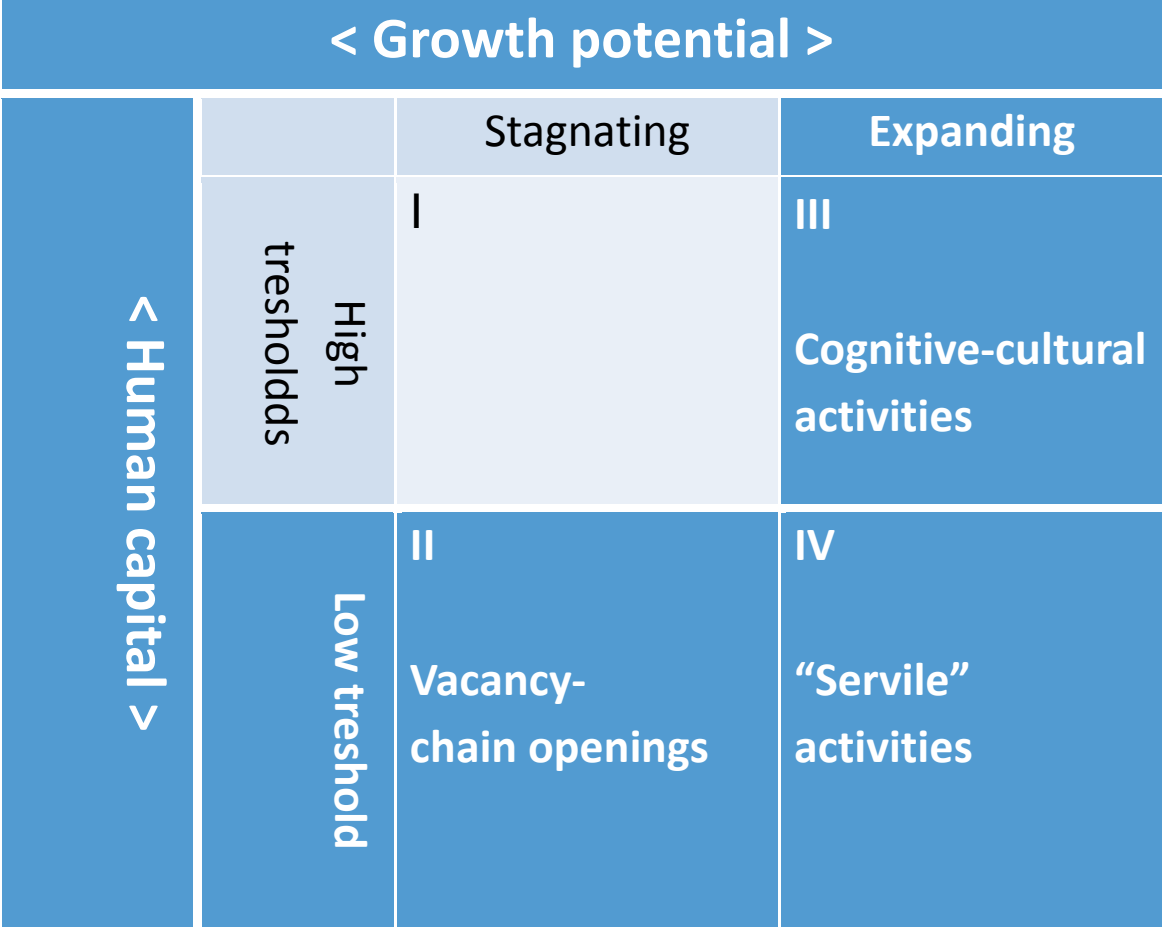 < Growth potential >
Stagnating
Expanding
< Human capital >
High
tresholdds
I
III
Cognitive-cultural
activities
Low treshold
II
Vacancy-
chain openings
IV
“Servile”
activities